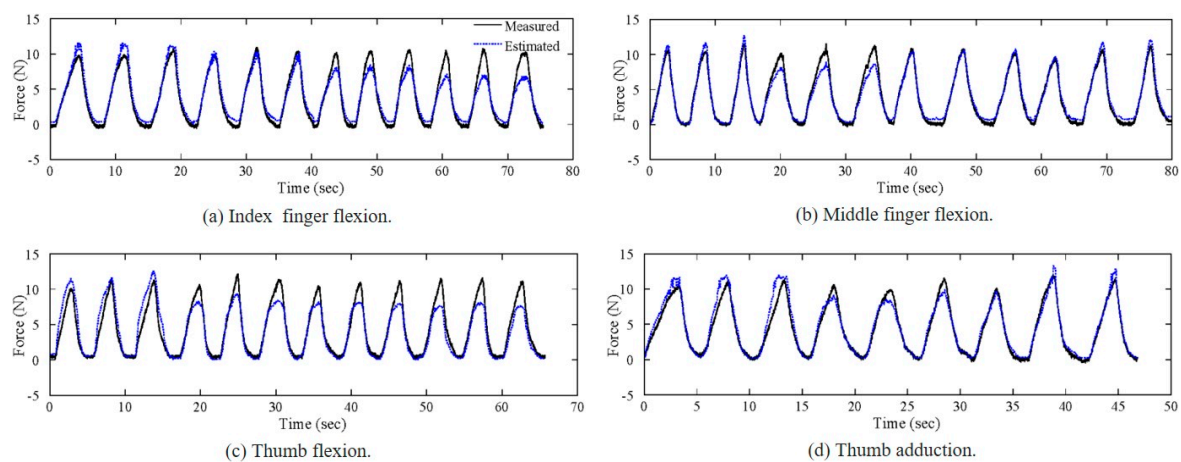 15
10
5
0
-5
Force (N)
Measured
Estimated
0 10 20 30 40 50 60 70 80
Time (sec)
(a) Index finger flexion.
15
10
5
0
-5
Force (N)
0 10 20 30 40 50 60 70 80
Time (sec)
(b) Middle finger flexion.
15
10
5
0
-5
Force (N)
0 10 20 30 40 50 60 70
Time (sec)
(c) Thumb flexion.
15
10
5
0
-5
Force (N)
0 5 10 15 20 25 30 35 40 45 50
Time (sec)
(d) Thumb adduction.